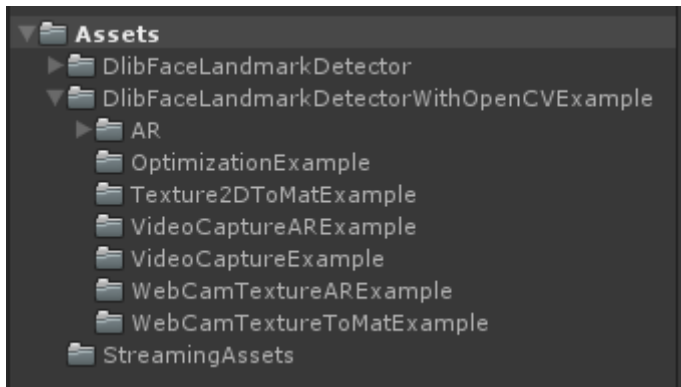 Assets
DlibFaceLandmarkDetector
DlibFaceLandmarkDetectorWithOpenCVExample
AR
OptimizationExample
Texture2DToMatExample
VideoCaptureARExample
VideoCaptureExample
WebCamTextureARExample
WebCamTextureToMatExample
StreamingAssets